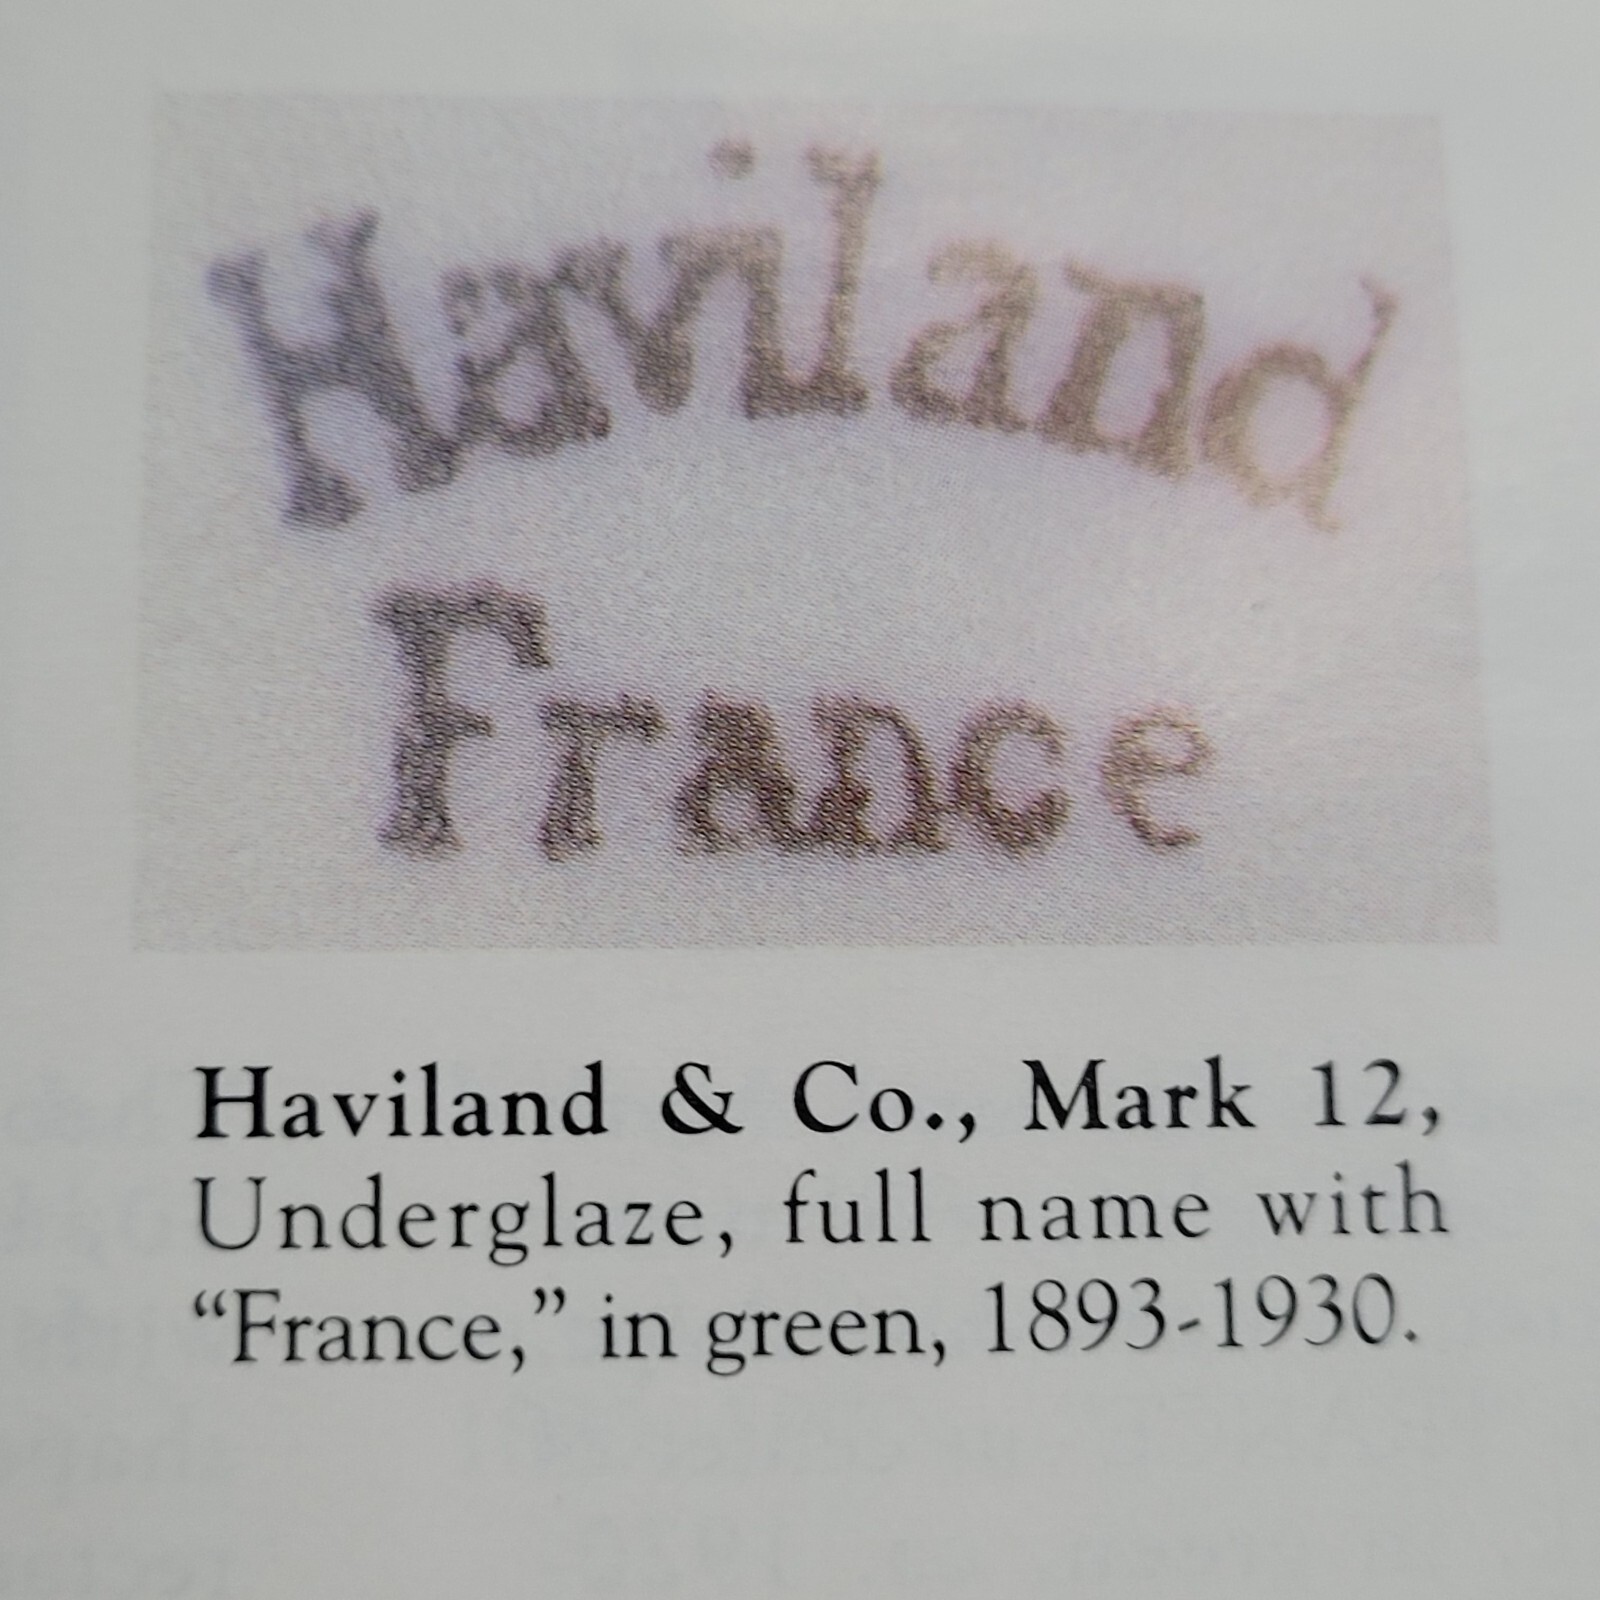 Haviland
France
Haviland & Co., Mark 12,
Underglaze, full name with
“France,” in green, 1893-1930.